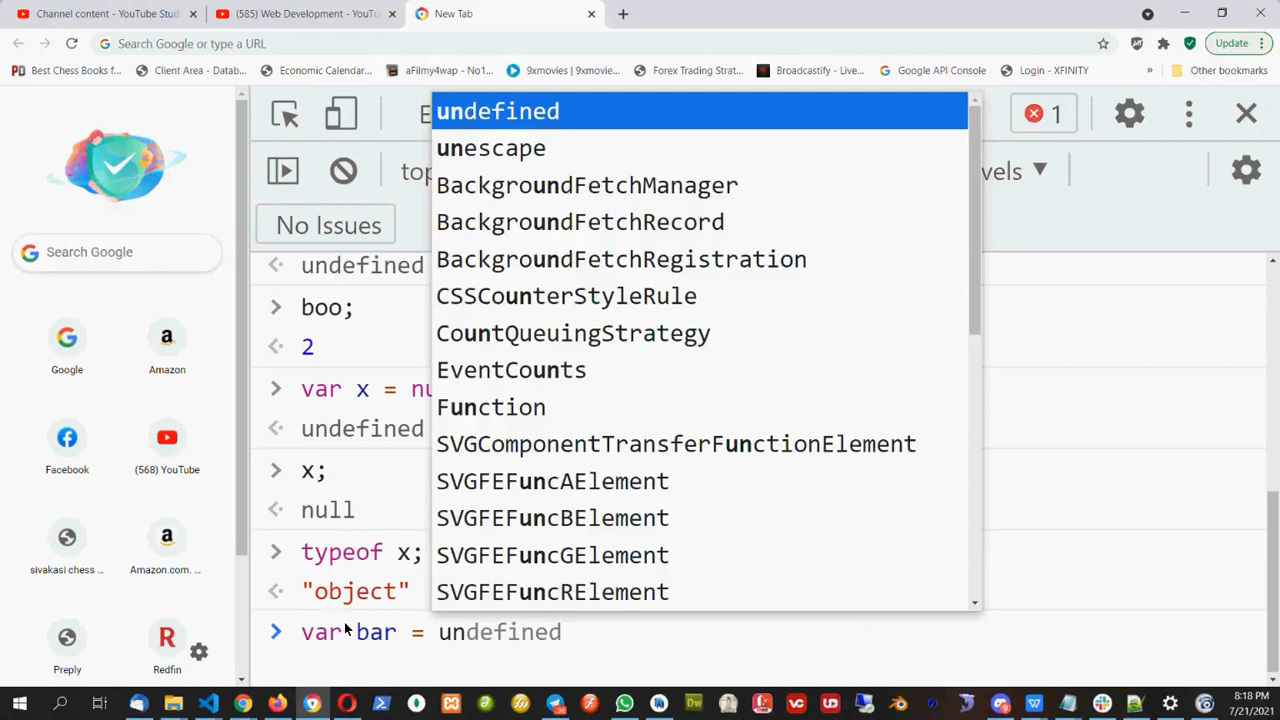 Channel content - YouTube Stud
(585) Web Development - YouTu
New Tab
Search Google or type a URL
Update
Best Chess Books f...
Client Area - Datab...
Economic Calendar...
aFilmy4wap - No1...
9xmovies | 9xmovie...
Forex Trading Strat...
Broadcastify - Live...
Google API Console
Login - XFINITY
»
Other bookmarks
E
1
top
vels
No Issues
Search Google
Google
Amazon
Facebook
(568) YouTube
sivakasi chess ...
Amazon.com. ...
Preply
Redfin
undefined
unescape
BackgroundFetchManager
BackgroundFetchRecord
BackgroundFetchRegistration
CSSCounterStyleRule
CountQueuingStrategy
EventCounts
Function
SVGComponentTransferFunctionElement
SVGFEFuncAElement
SVGFEFuncBElement
SVGFEFuncGElement
SVGFEFuncRElement
undefined
boo;
2
var x = nu
undefined
x;
null
typeof x;
"object"
var bar = undefined
8:18 PM
7/21/2021